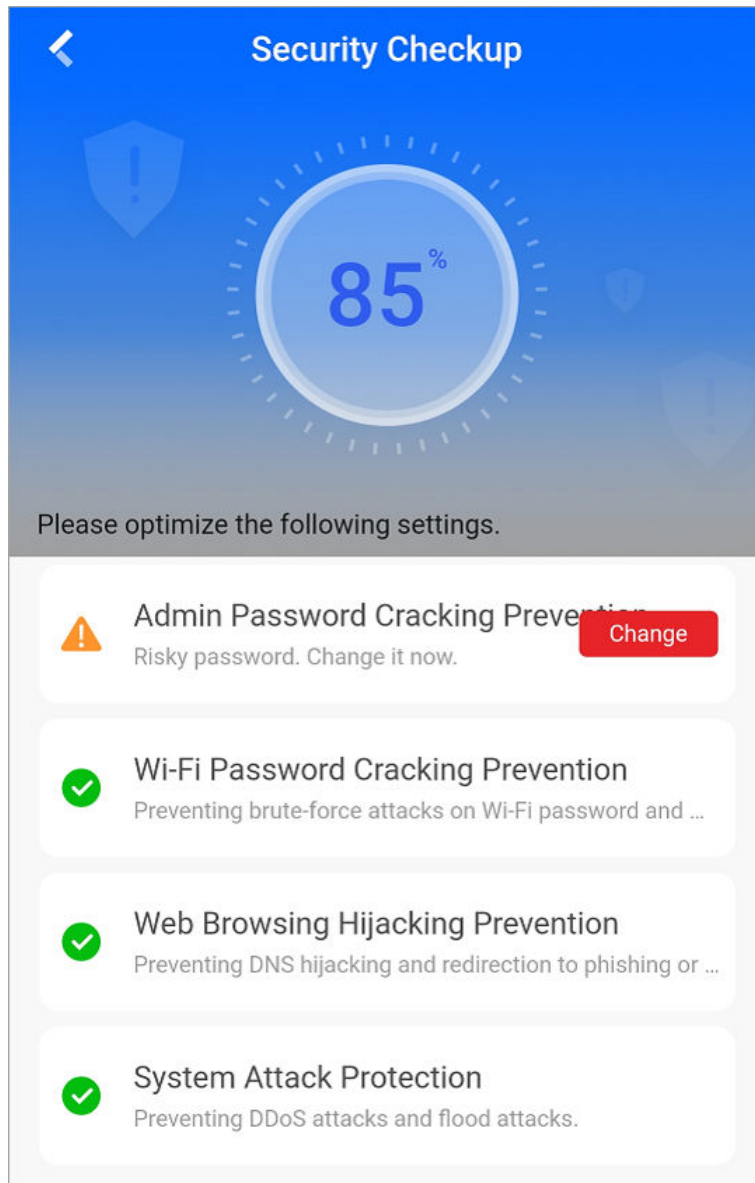 Security Checkup
85%
Please optimize the following settings.
Admin Password Cracking Preve
Change
Risky password. Change it now.
Wi-Fi Password Cracking Prevention
Preventing brute-force attacks on Wi-Fi password and ...
Web Browsing Hijacking Prevention
Preventing DNS hijacking and redirection to phishing or ...
System Attack Protection
Preventing DDoS attacks and flood attacks.